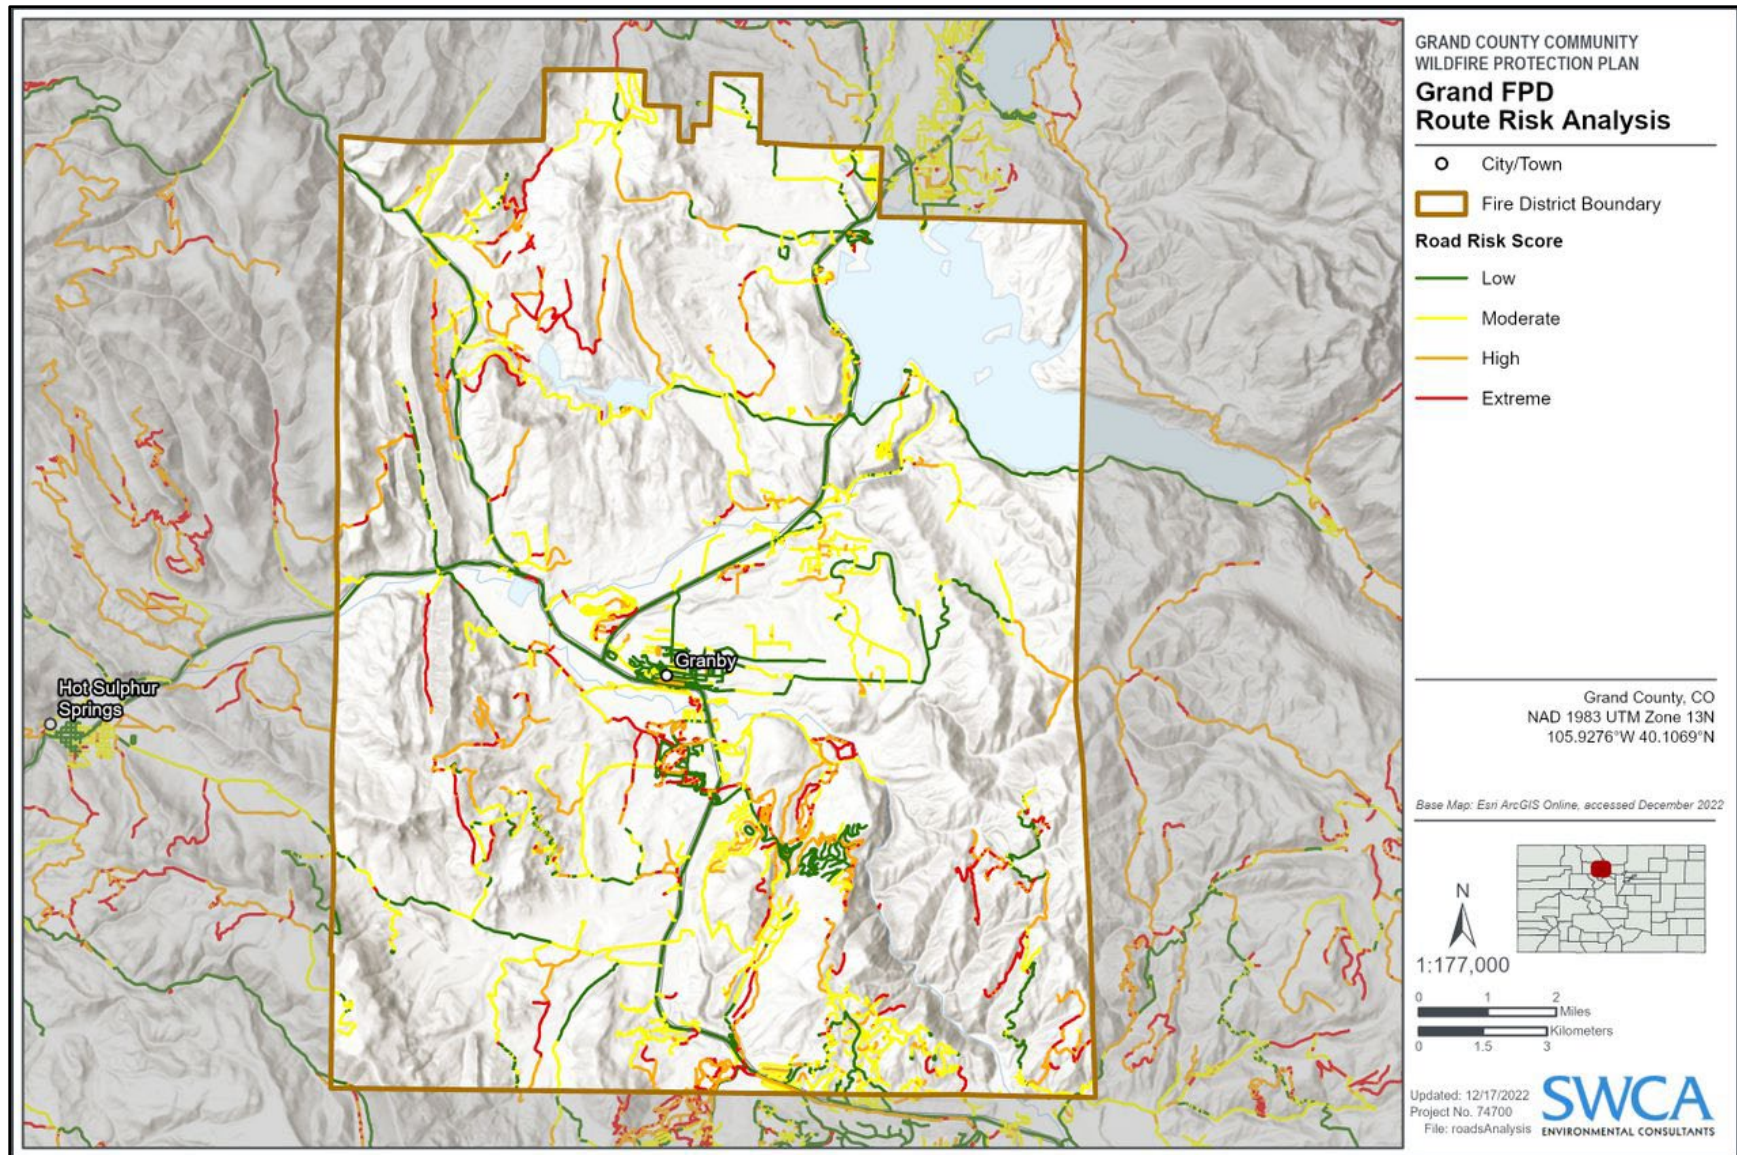 GRAND COUNTY COMMUNITY
WILDFIRE PROTECTION PLAN
Grand FPD
Route Risk Analysis
City/Town
Fire District Boundary
Road Risk Score
Low
Moderate
High
Extreme
Granby
Hot Sulphur
Springs
Grand County, CO
NAD 1983 UTM Zone 13N
105.9276°W 40.1069°N
Base Map: Esri ArcGIS Online, accessed December 2022
N
1:177,000
0 1 2
Miles
Kilometers
0 1.5 3
Updated: 12/17/2022
Project No. 74700
File: roadsAnalysis
SWCA
ENVIRONMENTAL CONSULTANTS